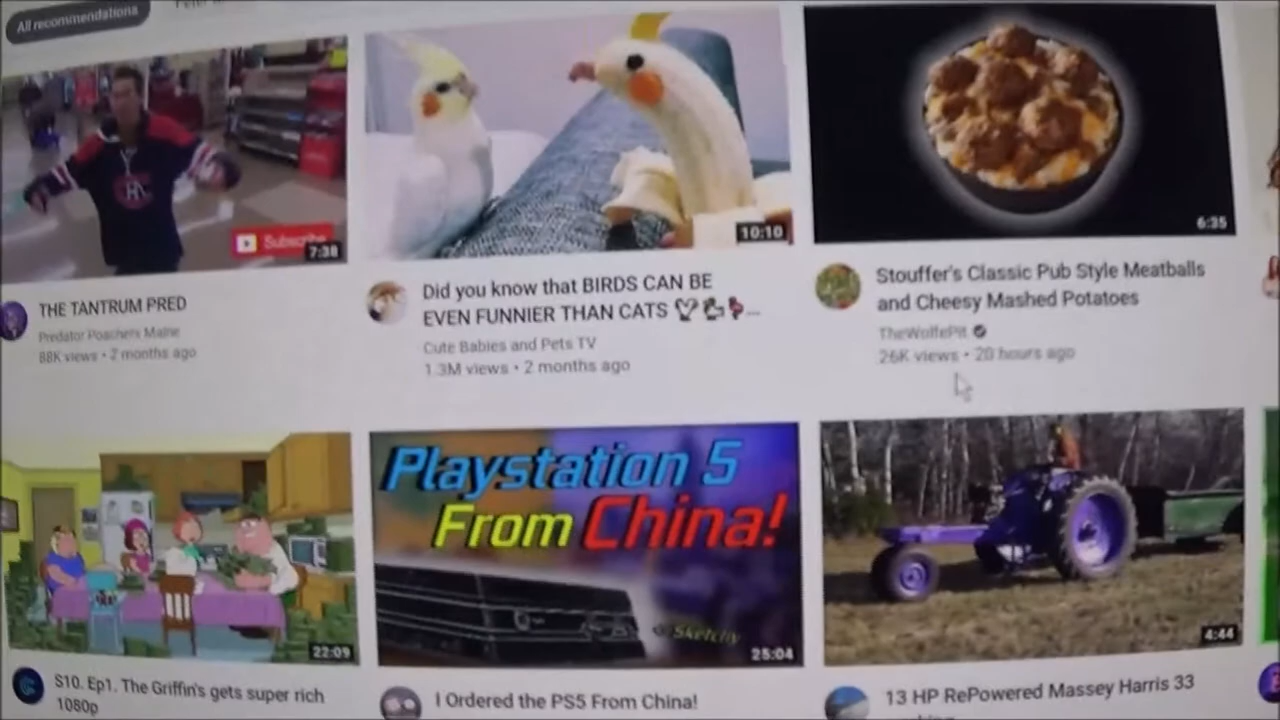 All recommendations
Subscribe
7:38
10:10
6:35
THE TANTRUM PRED
Predator Poachers Maine
88K views • 2 months ago
Did you know that BIRDS CAN BE
EVEN FUNNIER THAN CATS
Cute Babies and Pets TV
1.3M views • 2 months ago
Stouffer's Classic Pub Style Meatballs
and Cheesy Mashed Potatoes
TheWolfePit
26K views • 20 hours ago
Playstation 5
From China!
Sketchy
22:09
25:04
4:44
S10. Ep1. The Griffin's gets super rich
1080p
I Ordered the PS5 From China!
13 HP RePowered Massey Harris 33